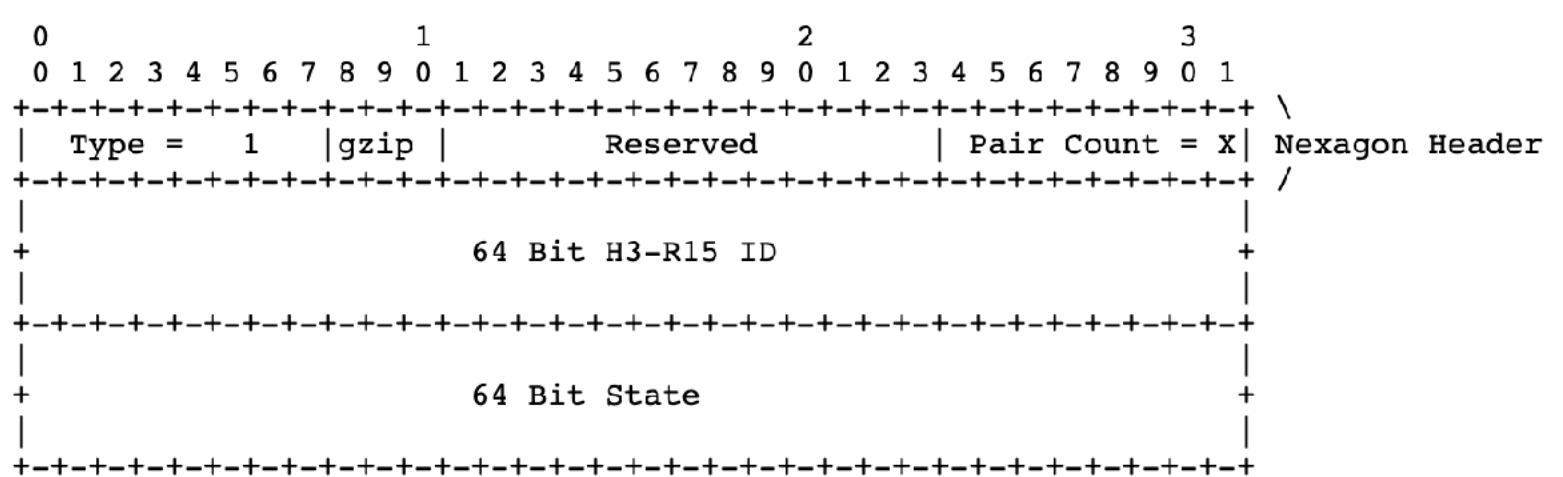 0                   1                   2                   3
 0 1 2 3 4 5 6 7 8 9 0 1 2 3 4 5 6 7 8 9 0 1 2 3 4 5 6 7 8 9 0 1
+-+-+-+-+-+-+-+-+-+-+-+-+-+-+-+-+-+-+-+-+-+-+-+-+-+-+-+-+-+-+-+-+ \
|  Type =   1   |gzip |         Reserved        | Pair Count = X| Nexagon Header
+-+-+-+-+-+-+-+-+-+-+-+-+-+-+-+-+-+-+-+-+-+-+-+-+-+-+-+-+-+-+-+-+ /
|                                                               |
+                       64 Bit H3-R15 ID                        +
|                                                               |
+-+-+-+-+-+-+-+-+-+-+-+-+-+-+-+-+-+-+-+-+-+-+-+-+-+-+-+-+-+-+-+-+
|                                                               |
+                       64 Bit State                            +
|                                                               |
+-+-+-+-+-+-+-+-+-+-+-+-+-+-+-+-+-+-+-+-+-+-+-+-+-+-+-+-+-+-+-+-+